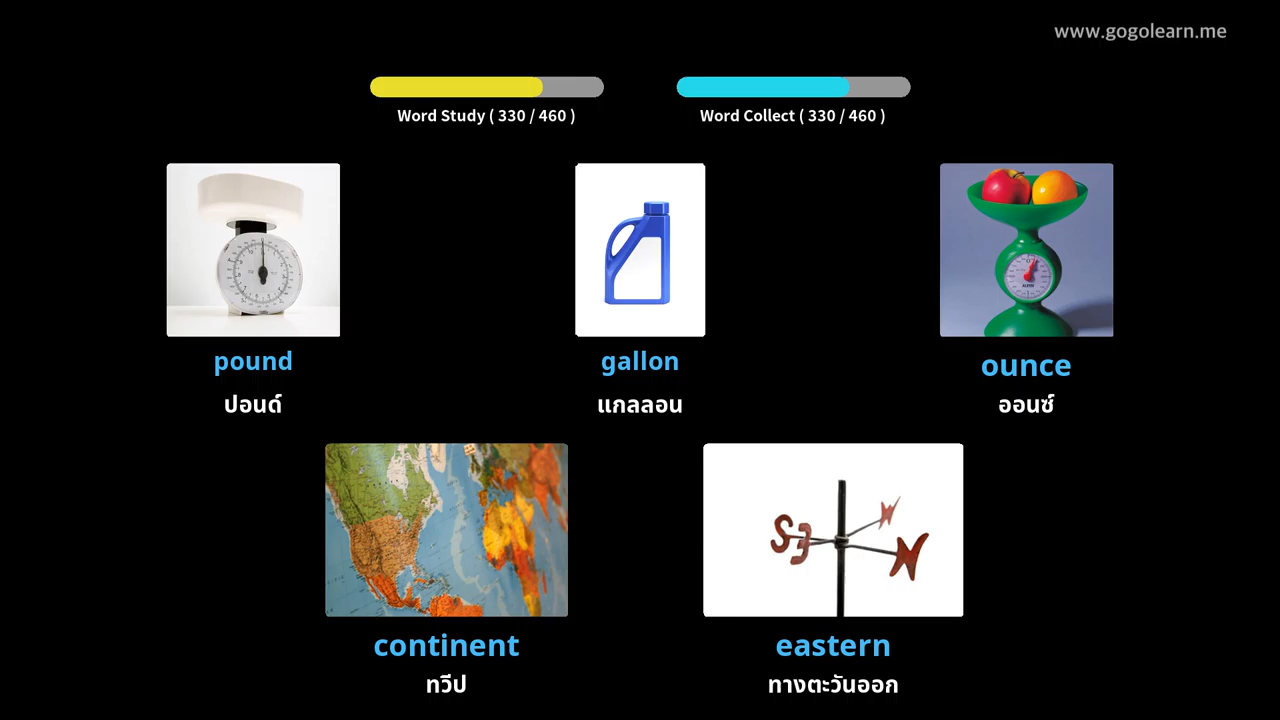 www.gogolearn.me
Word Study ( 330 / 460 )
Word Collect ( 330 / 460 )
pound
ปอนด์
gallon
แกลลอน
ounce
ออนซ์
continent
ทวีป
S E N
eastern
ทางตะวันออก